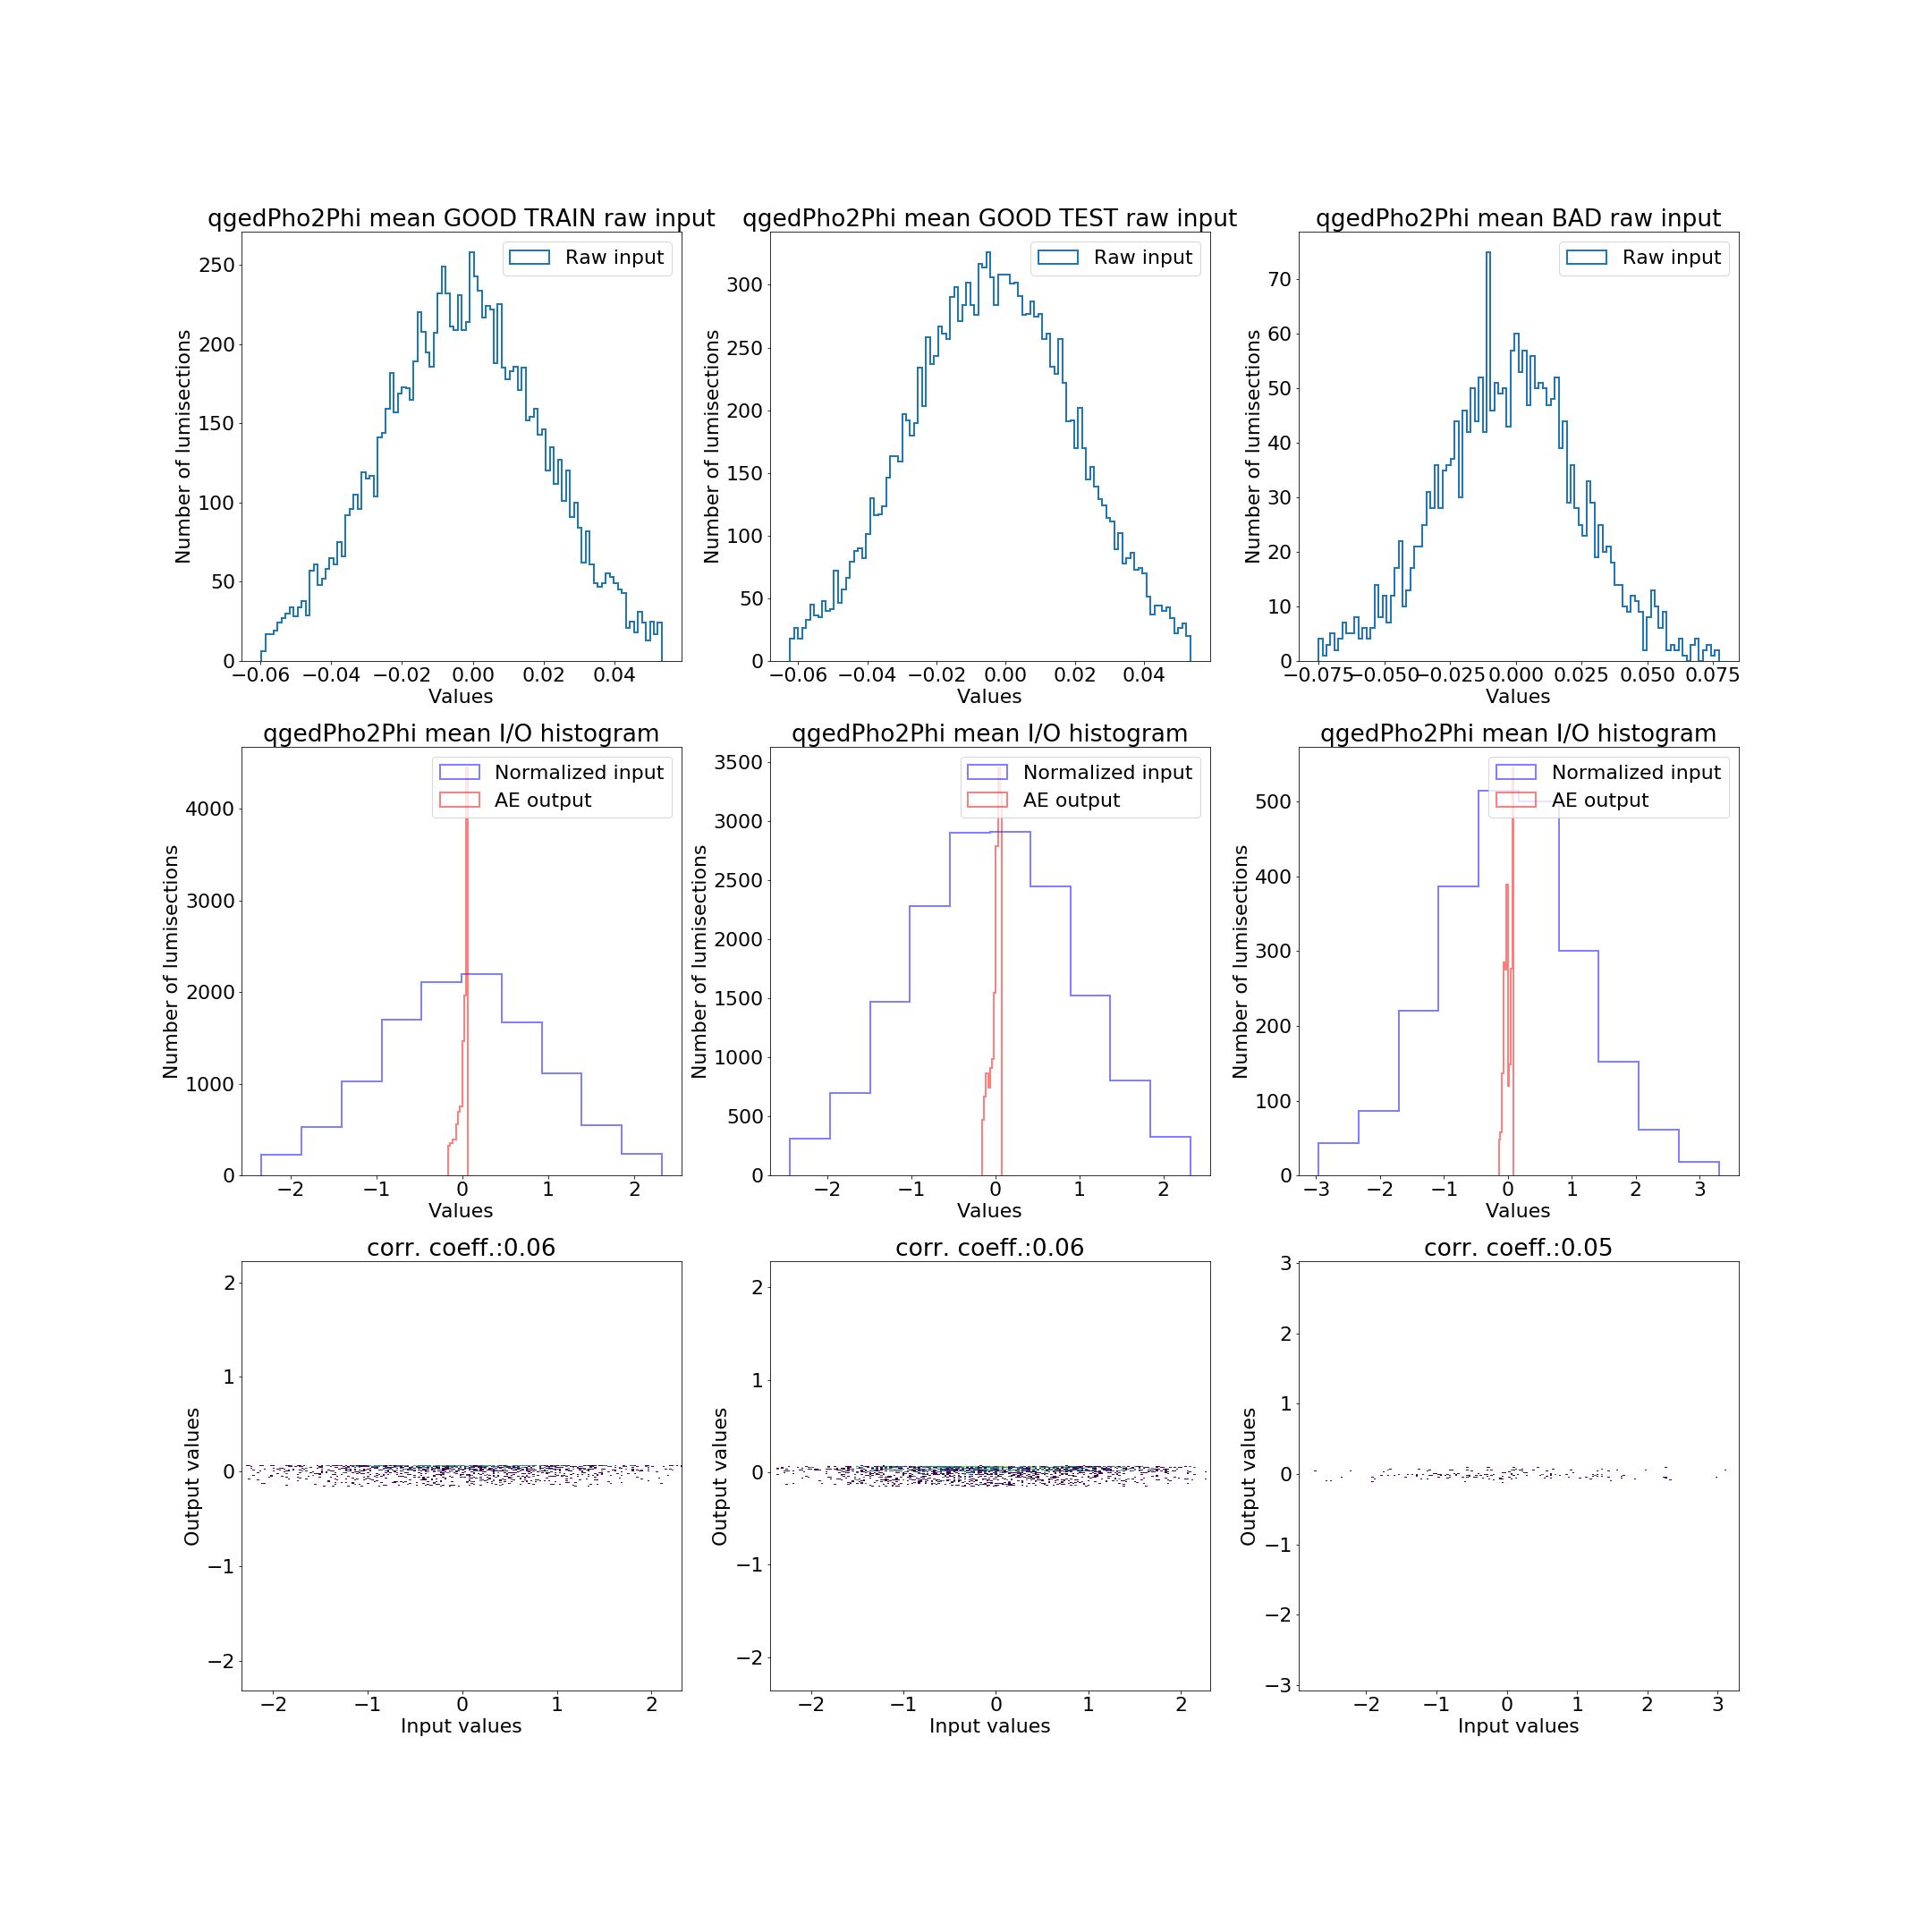 qgedPho2Phi mean GOOD TRAIN raw input
Raw input
Number of lumisections
250
200
150
100
50
0
−0.06 −0.04 −0.02 0.00 0.02 0.04
Values
qgedPho2Phi mean GOOD TEST raw input
Raw input
Number of lumisections
300
250
200
150
100
50
0
−0.06 −0.04 −0.02 0.00 0.02 0.04
Values
qgedPho2Phi mean BAD raw input
Raw input
Number of lumisections
70
60
50
40
30
20
10
0
−0.075 −0.050 −0.025 0.000 0.025 0.050 0.075
Values
qgedPho2Phi mean I/O histogram
Normalized input
AE output
Number of lumisections
4000
3000
2000
1000
0
−2 −1 0 1 2
Values
qgedPho2Phi mean I/O histogram
Normalized input
AE output
Number of lumisections
3500
3000
2500
2000
1500
1000
500
0
−2 −1 0 1 2
Values
qgedPho2Phi mean I/O histogram
Normalized input
AE output
Number of lumisections
500
400
300
200
100
0
−3 −2 −1 0 1 2 3
Values
corr. coeff.:0.06
Output values
2
1
0
−1
−2
−2 −1 0 1 2
Input values
corr. coeff.:0.06
Output values
2
1
0
−1
−2
−2 −1 0 1 2
Input values
corr. coeff.:0.05
Output values
3
2
1
0
−1
−2
−3
−2 −1 0 1 2 3
Input values